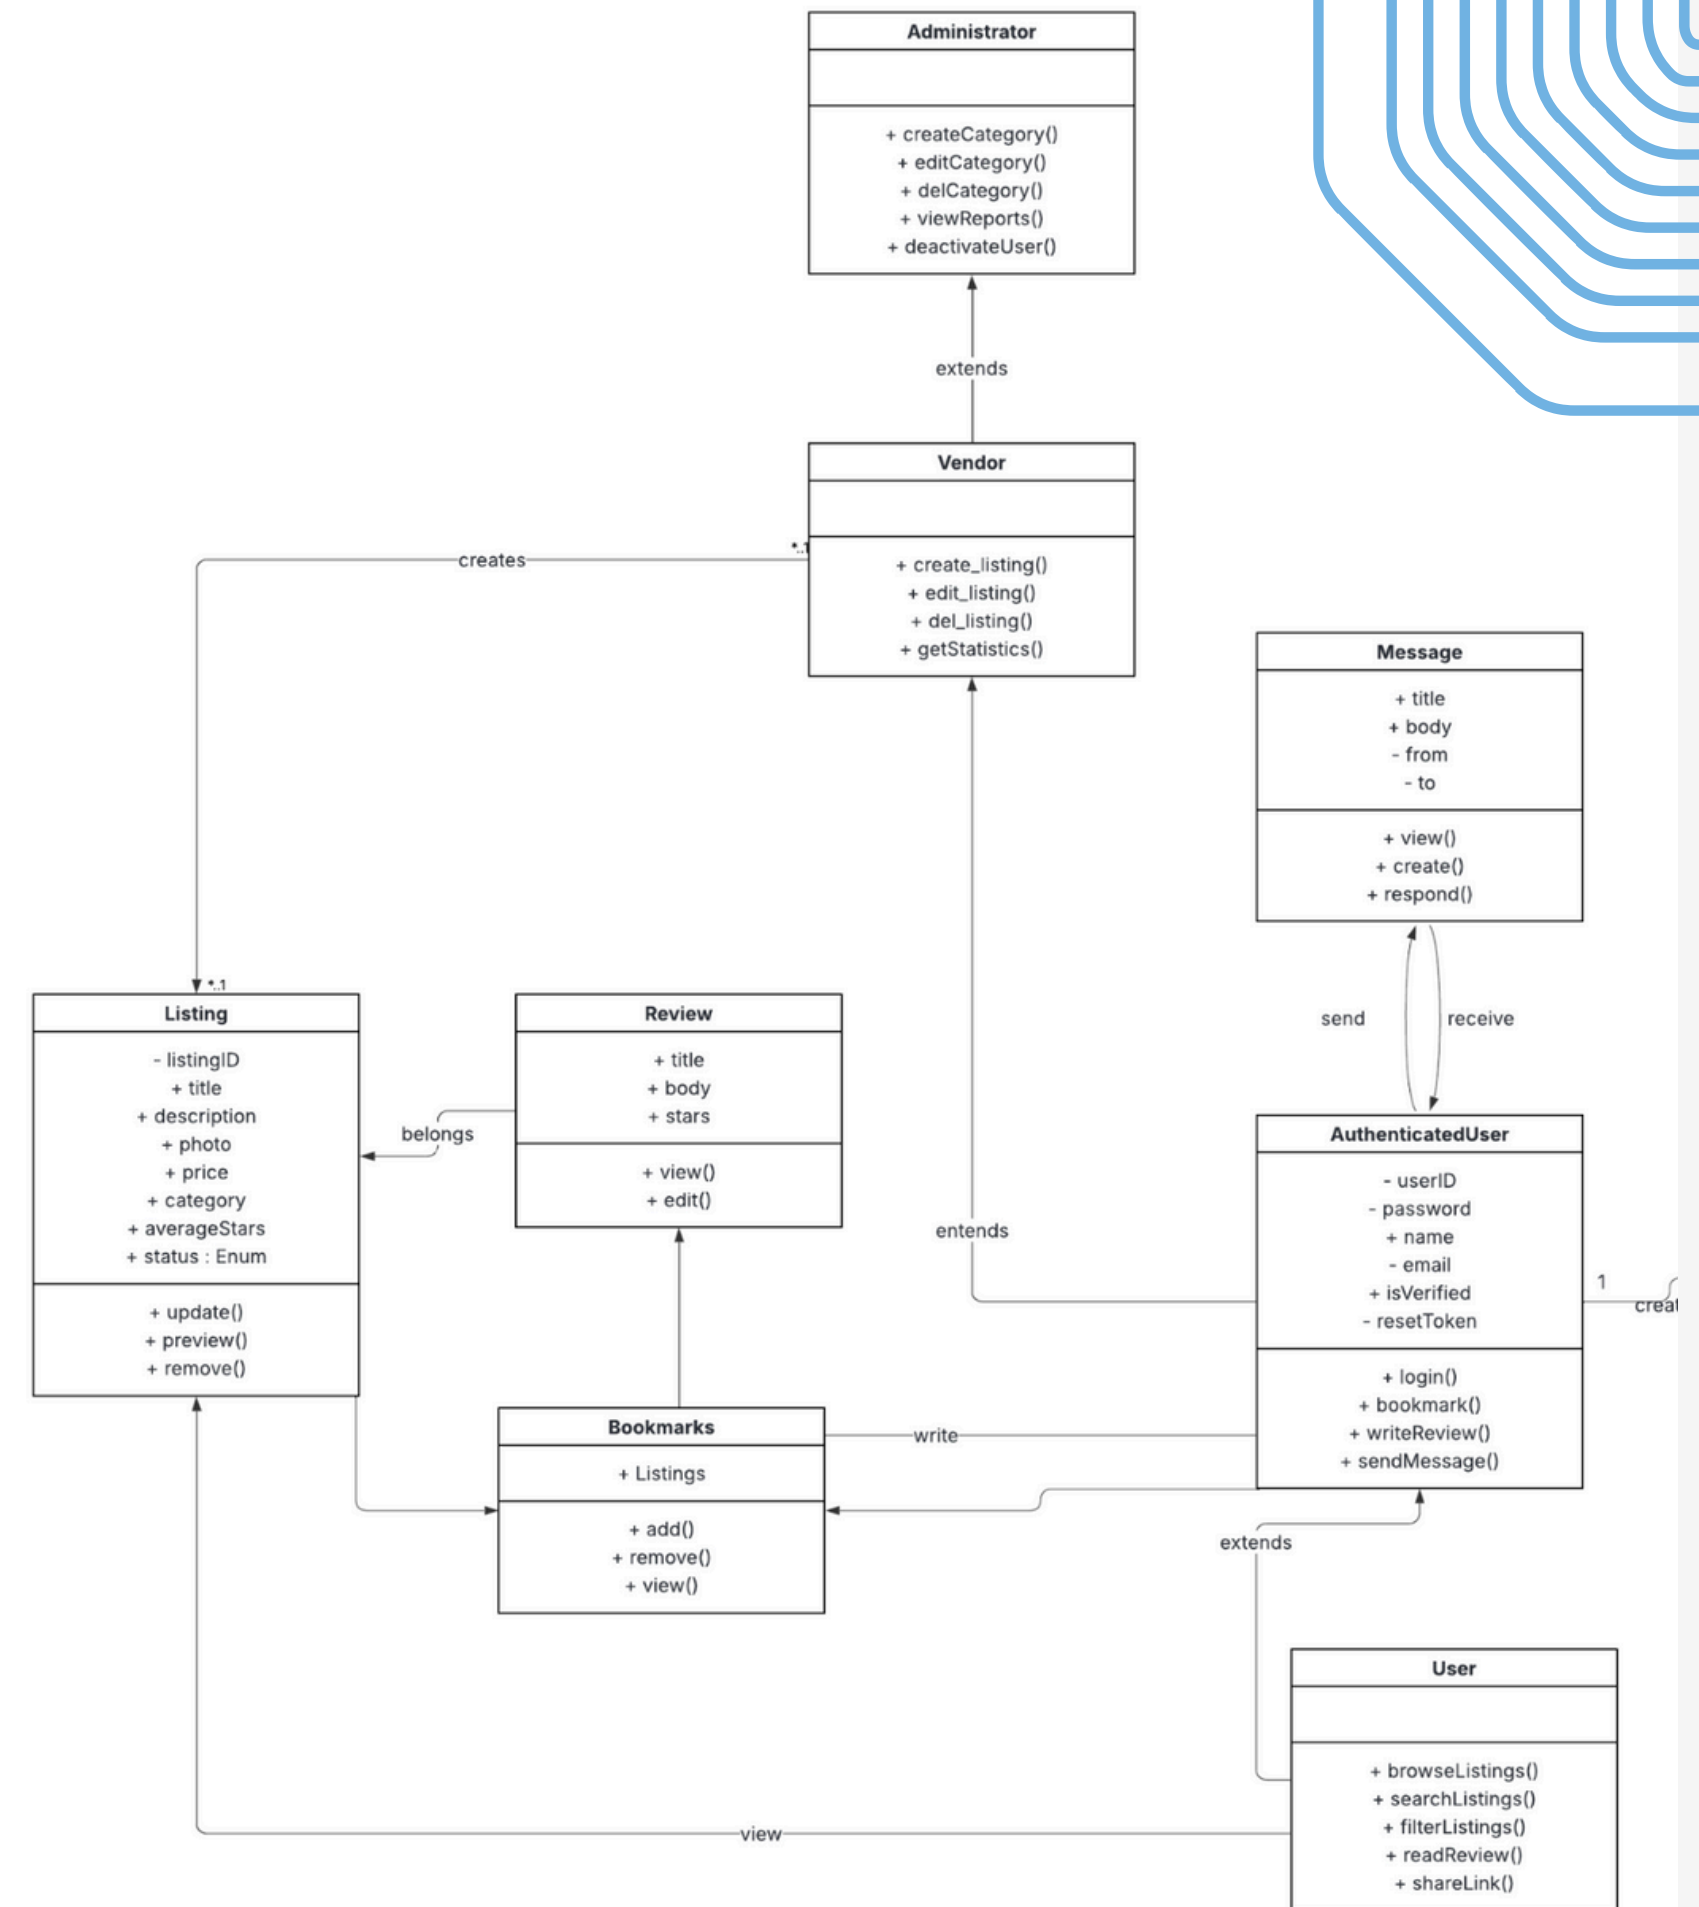 Administrator
+ createCategory()
+ editCategory()
+ delCategory()
+ viewReports()
+ deactivateUser()
extends
Vendor
+ create_listing()
+ edit_listing()
+ del_listing()
+ getStatistics()
*..1
creates
*..1
Message
+ title
+ body
- from
- to
+ view()
+ create()
+ respond()
send
receive
Listing
- listingID
+ title
+ description
+ photo
+ price
+ category
+ averageStars
+ status : Enum
+ update()
+ preview()
+ remove()
belongs
Review
+ title
+ body
+ stars
+ view()
+ edit()
entends
AuthenticatedUser
- userID
- password
+ name
- email
+ isVerified
- resetToken
+ login()
+ bookmark()
+ writeReview()
+ sendMessage()
1
creat
Bookmarks
+ Listings
+ add()
+ remove()
+ view()
write
extends
User
+ browseListings()
+ searchListings()
+ filterListings()
+ readReview()
+ shareLink()
view